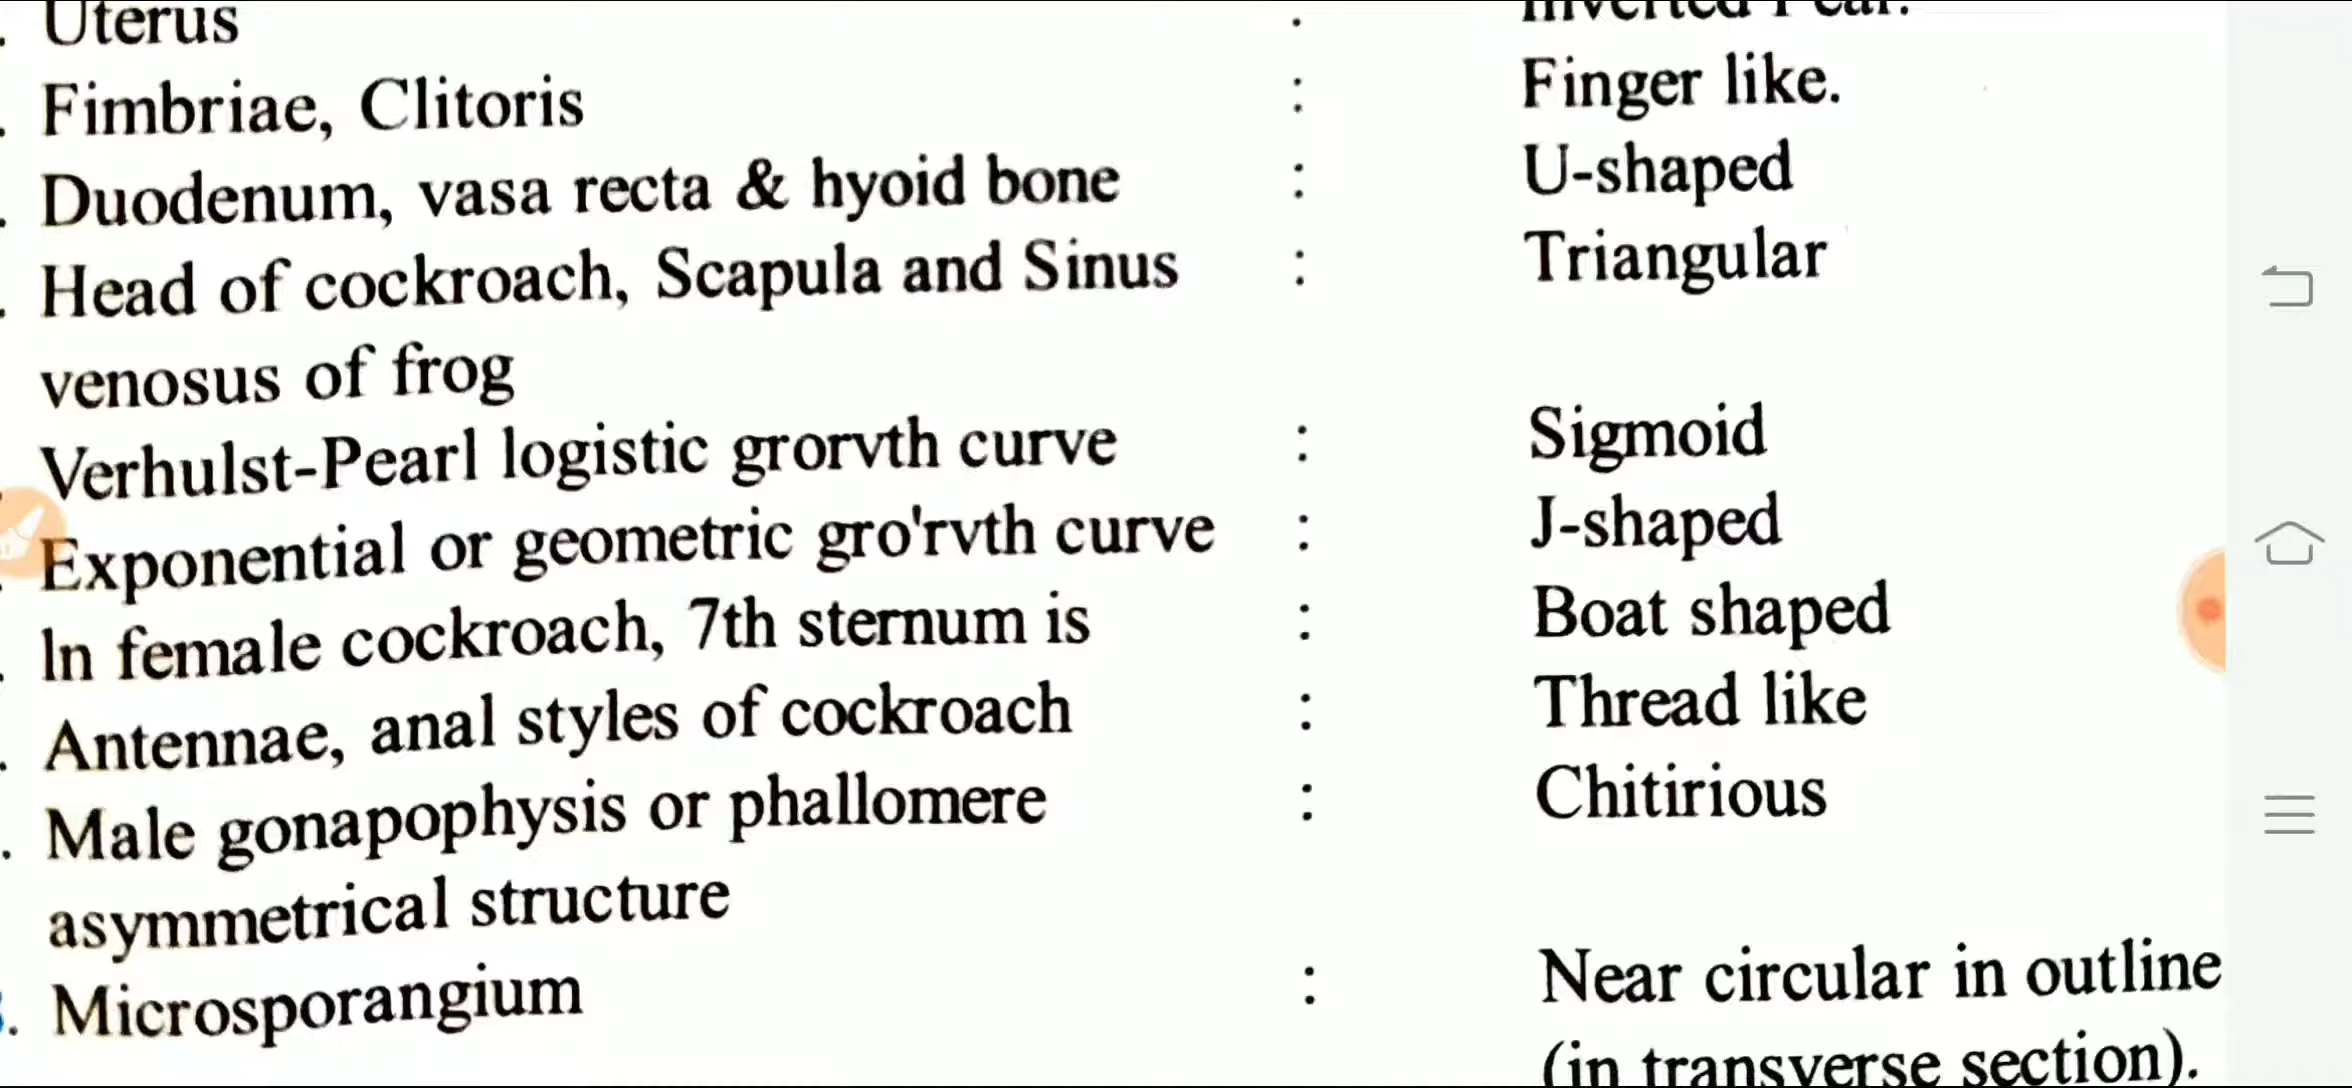 . Uterus : Inverted Pear.
. Fimbriae, Clitoris : Finger like.
. Duodenum, vasa recta & hyoid bone : U-shaped
. Head of cockroach, Scapula and Sinus : Triangular
venosus of frog
Verhulst-Pearl logistic grorvth curve : Sigmoid
. Exponential or geometric gro'rvth curve : J-shaped
. ln female cockroach, 7th sternum is : Boat shaped
. Antennae, anal styles of cockroach : Thread like
. Male gonapophysis or phallomere : Chitirious
asymmetrical structure
. Microsporangium : Near circular in outline
(in transverse section).